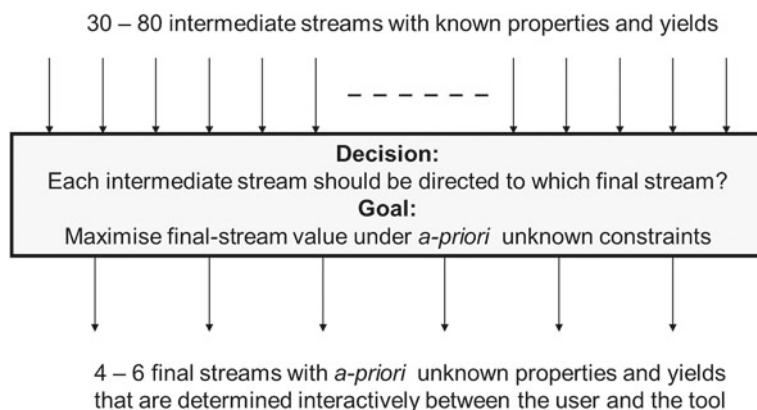 30 – 80 intermediate streams with known properties and yields
Decision:
Each intermediate stream should be directed to which final stream?
Goal:
Maximise final-stream value under a-priori unknown constraints
4 – 6 final streams with a-priori unknown properties and yields
that are determined interactively between the user and the tool